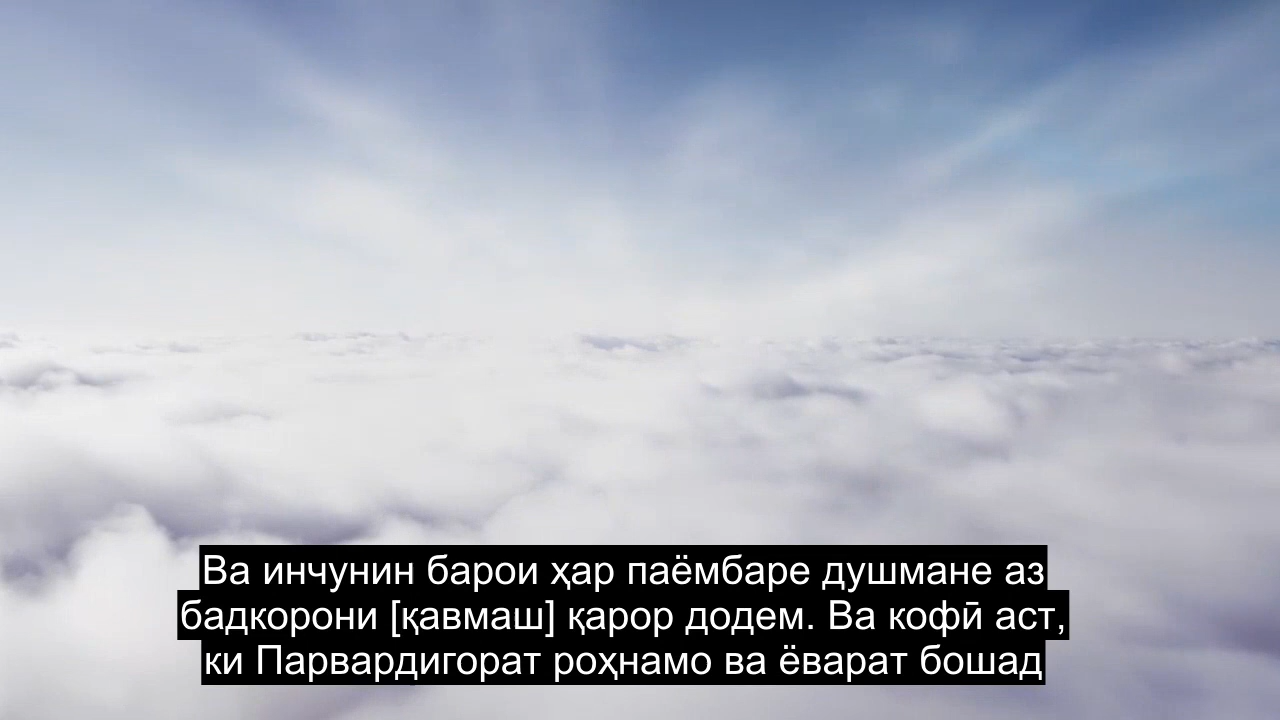 Ва инчунин барои ҳар паёмбаре душмане аз
бадкорони [қавмаш] қарор додем. Ва кофӣ аст,
ки Парвардигорат роҳнамо ва ёварат бошад